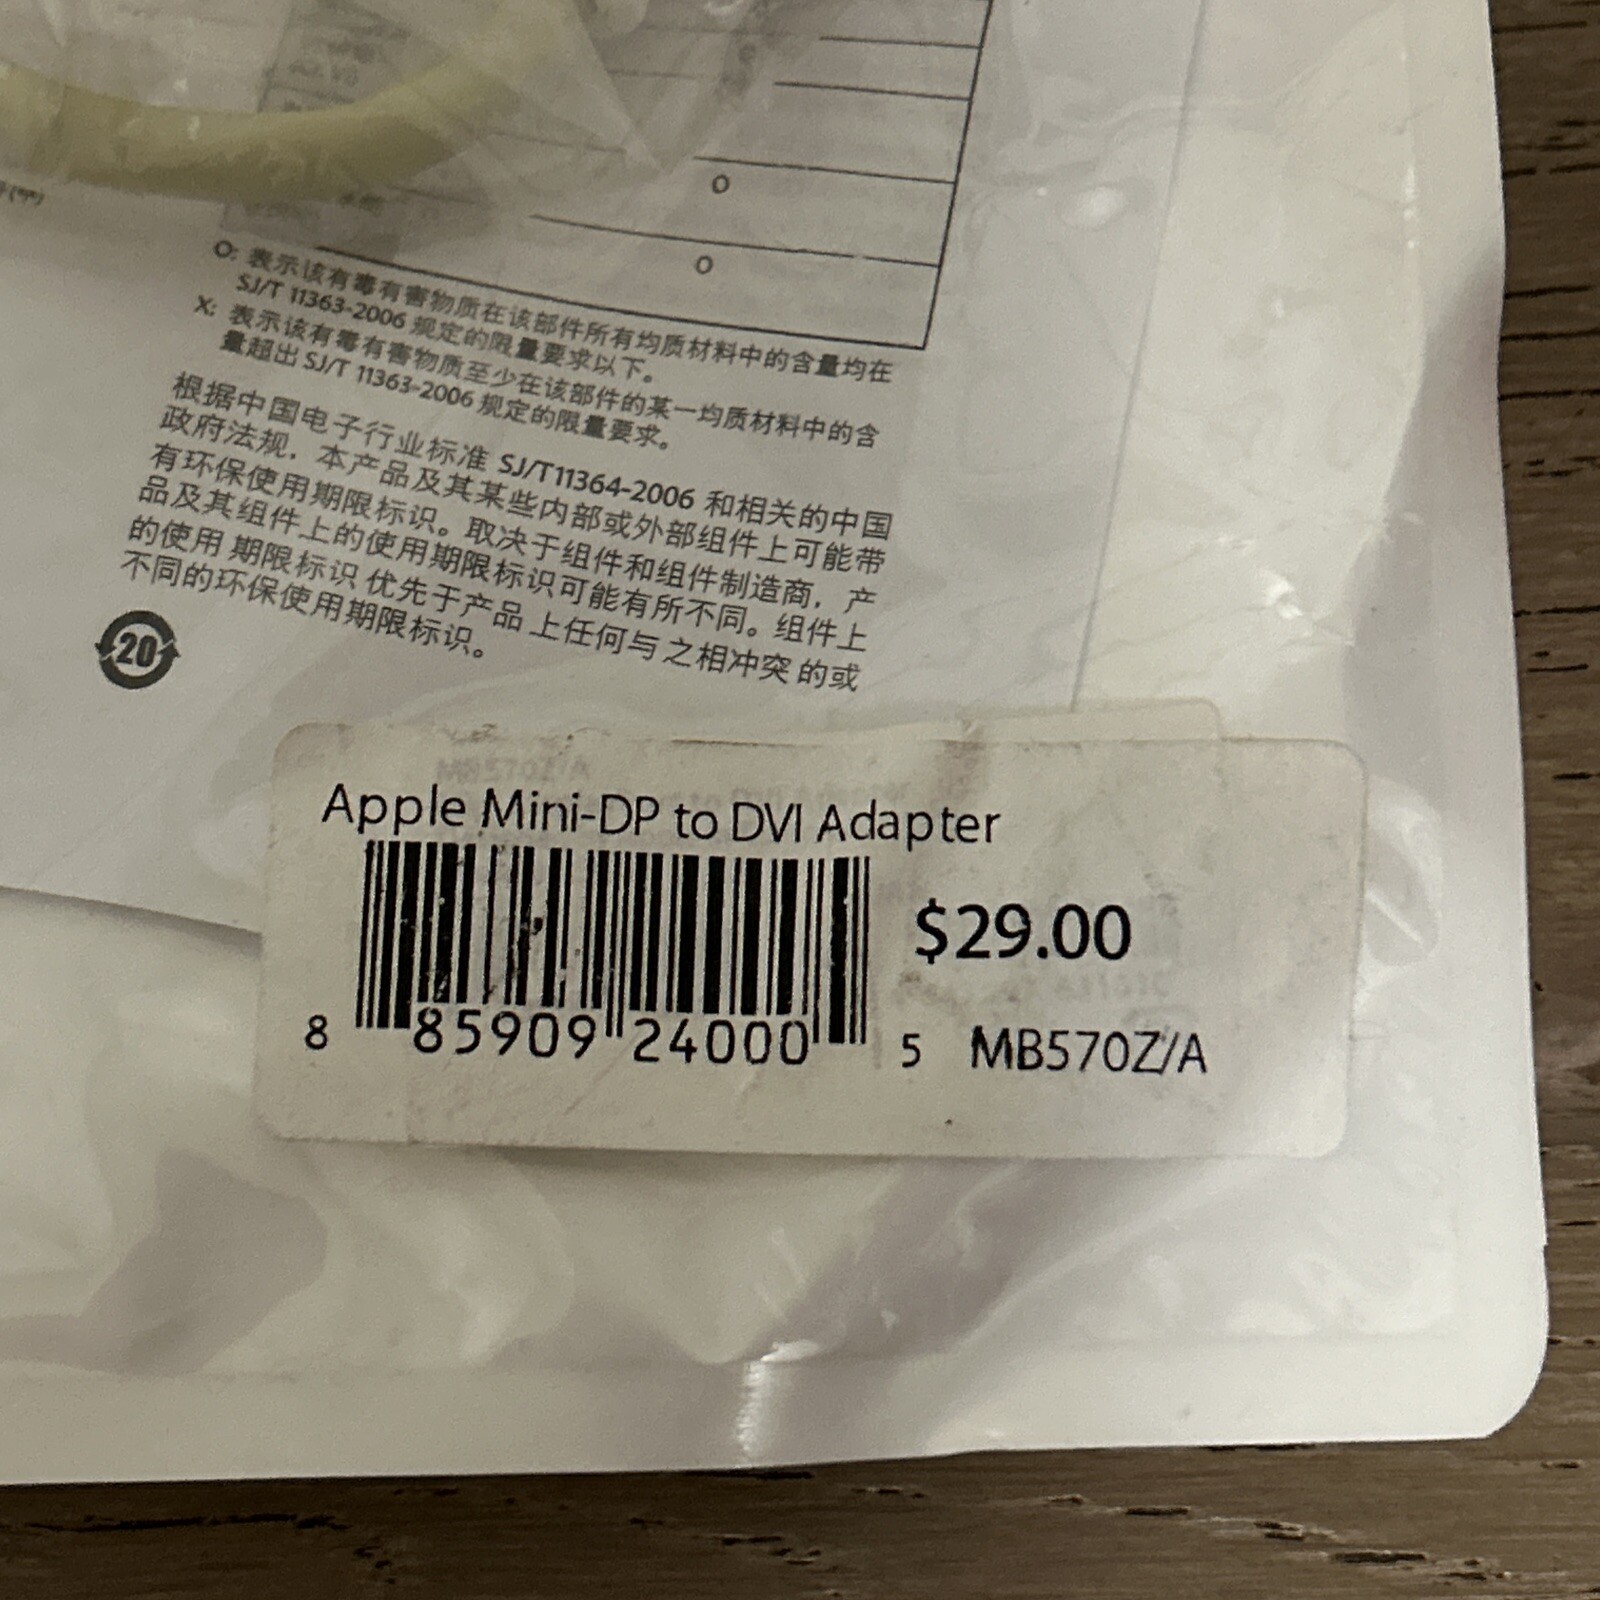 O
O
O: 表示该有毒有害物质在该部件所有均质材料中的含量均在
SJ/T 11363-2006 规定的限量要求以下。
X: 表示该有毒有害物质至少在该部件的某一均质材料中的含
量超出 SJ/T 11363-2006 规定的限量要求。
根据中国电子行业标准 SJ/T11364-2006 和相关的中国
政府法规，本产品及其某些内部或外部组件上可能带
有环保使用期限标识。取决于组件和组件制造商，产
品及其组件上的使用期限标识可能有所不同。组件上
的使用 期限标识 优先于产品 上任何与 之相冲突 的或
不同的环保使用期限标识。
20
MB570Z/A
Apple Mini-DP to DVI Adapter
$29.00
8 85909 24000 5 MB570Z/A